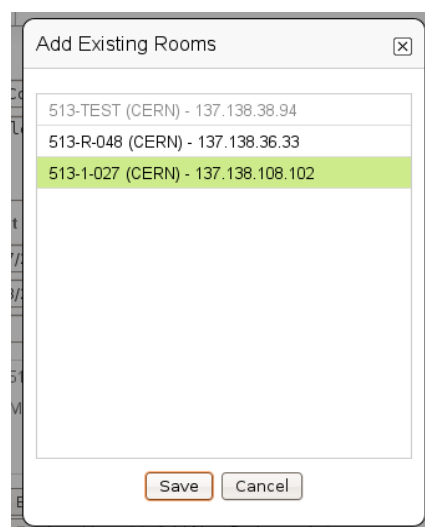 Add Existing Rooms
513-TEST (CERN) - 137.138.38.94
513-R-048 (CERN) - 137.138.36.33
513-1-027 (CERN) - 137.138.108.102
Save
Cancel